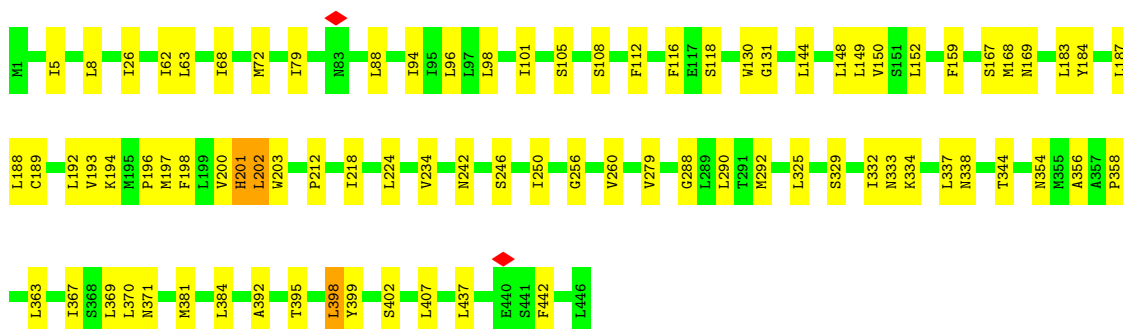 M1 I5 L8 I26 I62 L63 I68 M72 I79 N83 L88 I94 I95 L96 L97 L98 I101 S105 S108 F112 F116 E117 S118 W130 G131 L144 L148 L149 V150 S151 L152 F159 S167 M168 N169 L183 Y184 L187
L188 C189 L192 V193 K194 M195 P196 M197 F198 L199 V200 H201 L202 W203 P212 I218 L224 V234 N242 S246 I250 G256 V260 V279 G288 L289 L290 T291 M292 L325 S329 I332 N333 K334 L337 N338 T344 N354 M355 A356 A357 P358
L363 I367 S368 L369 L370 N371 M381 L384 A392 T395 L398 Y399 S402 L407 L437 E440 S441 F442 L446